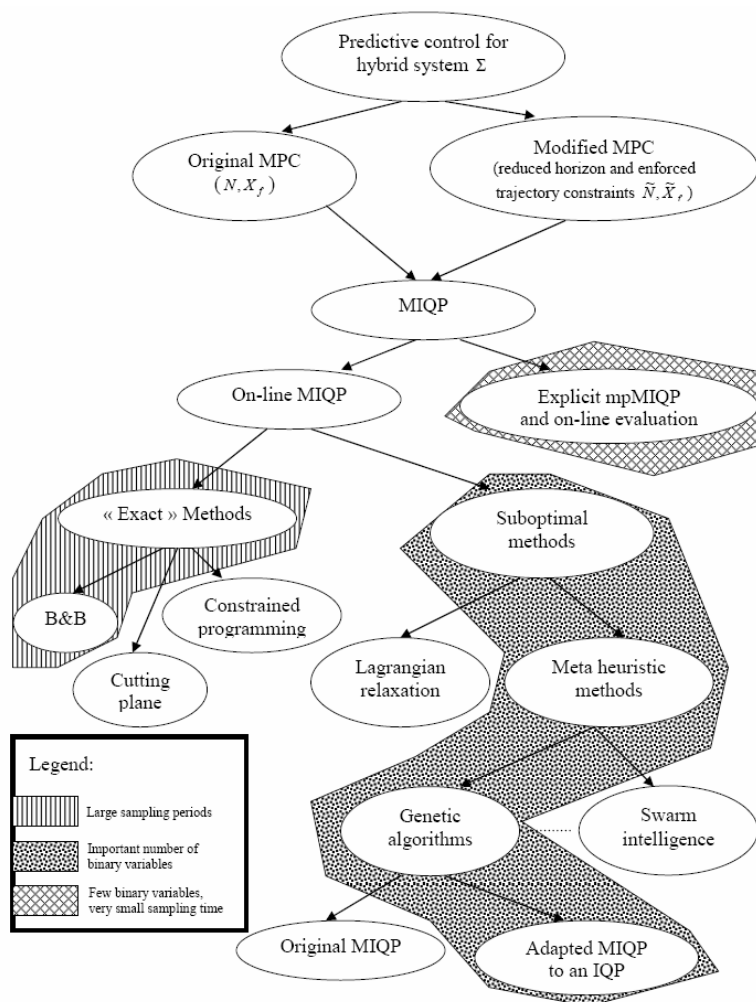 Predictive control for
hybrid system Σ
Original MPC
(N, X_f)
Modified MPC
(reduced horizon and enforced
trajectory constraints Ñ, X̃_f)
MIQP
On-line MIQP
Explicit mpMIQP
and on-line evaluation
« Exact » Methods
Suboptimal
methods
B&B
Constrained
programming
Cutting
plane
Lagrangian
relaxation
Meta heuristic
methods
Legend:
Large sampling periods
Important number of
binary variables
Few binary variables,
very small sampling time
Genetic
algorithms
..........
Swarm
intelligence
Original MIQP
Adapted MIQP
to an IQP